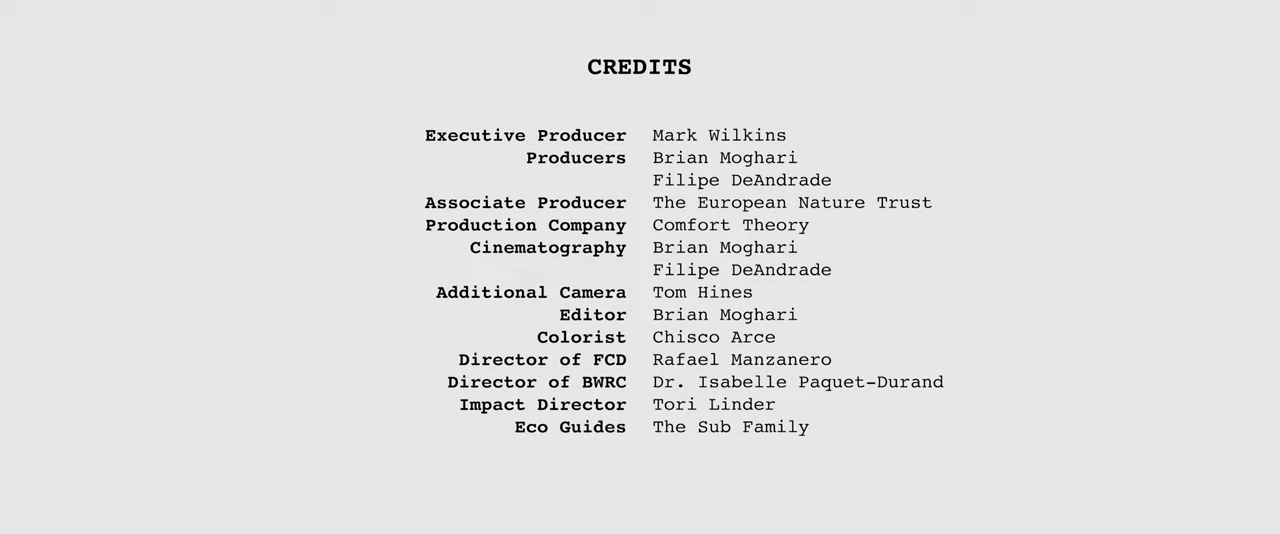 CREDITS
Executive Producer Mark Wilkins
Producers Brian Moghari
Filipe DeAndrade
Associate Producer The European Nature Trust
Production Company Comfort Theory
Cinematography Brian Moghari
Filipe DeAndrade
Additional Camera Tom Hines
Editor Brian Moghari
Colorist Chisco Arce
Director of FCD Rafael Manzanero
Director of BWRC Dr. Isabelle Paquet-Durand
Impact Director Tori Linder
Eco Guides The Sub Family